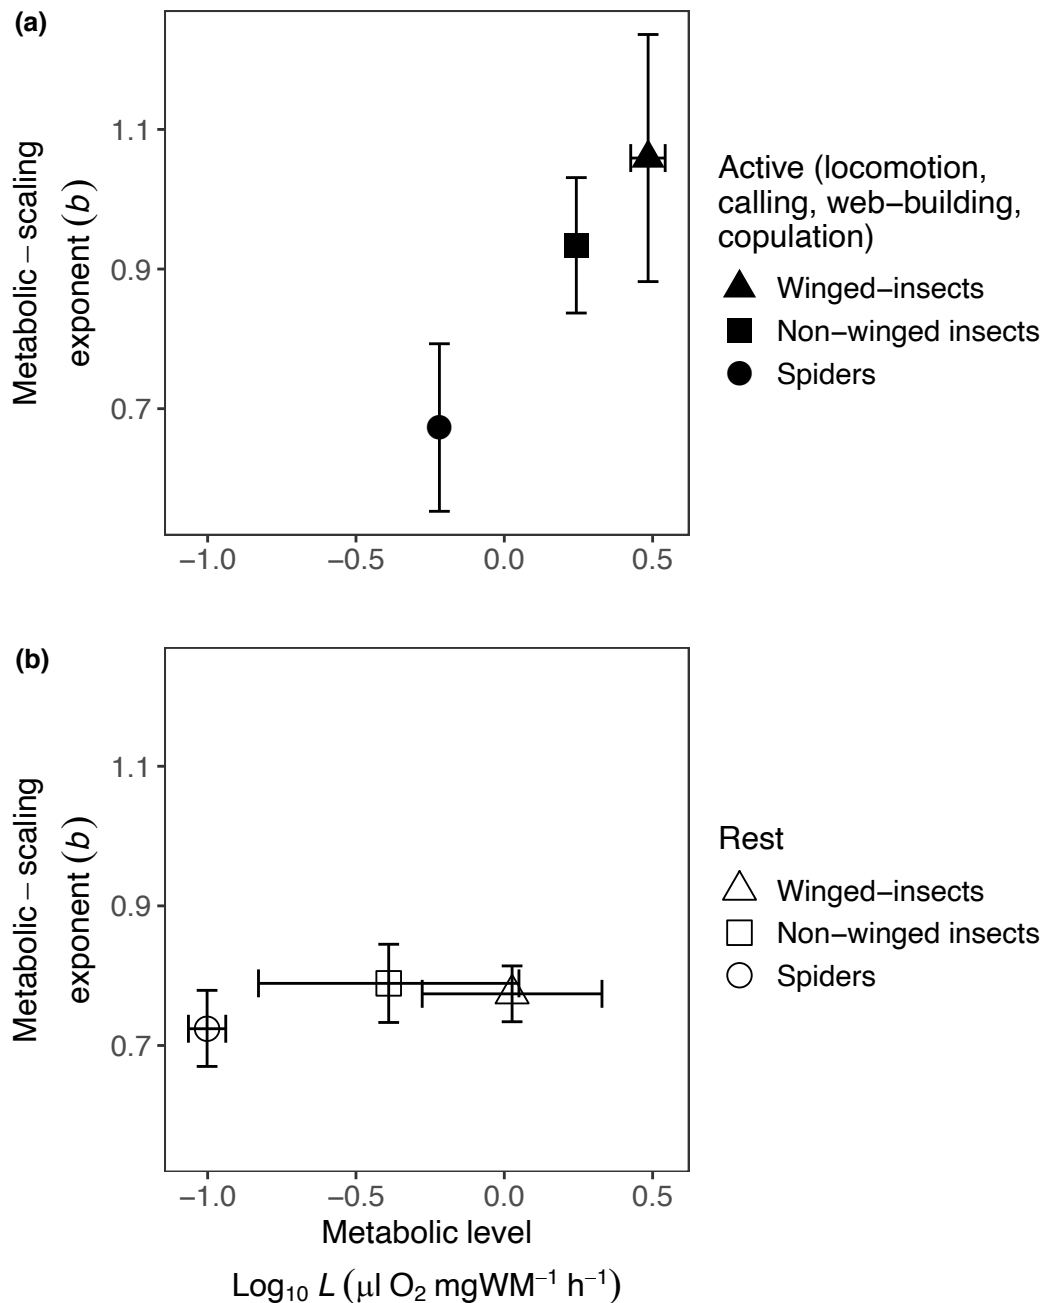 (a)
Metabolic−scaling
exponent (b)
1.1
0.9
0.7
−1.0
−0.5
0.0
0.5
Active (locomotion,
calling, web−building,
copulation)
Winged−insects
Non−winged insects
Spiders
(b)
Metabolic−scaling
exponent (b)
1.1
0.9
0.7
−1.0
−0.5
0.0
0.5
Metabolic level
Log₁₀ L (μl O₂ mgWM⁻¹ h⁻¹)
Rest
Winged−insects
Non−winged insects
Spiders